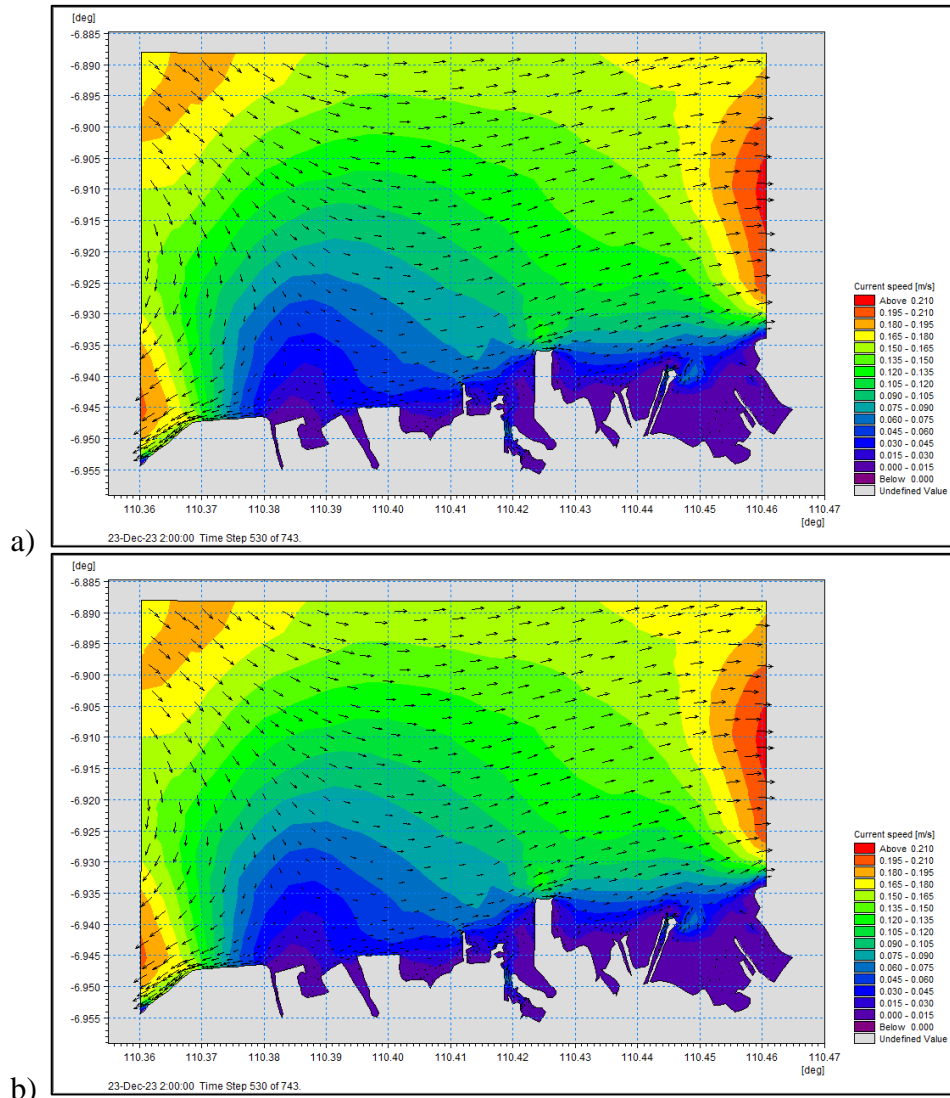 a)
[deg]
-6.885
-6.890
-6.895
-6.900
-6.905
-6.910
-6.915
-6.920
-6.925
-6.930
-6.935
-6.940
-6.945
-6.950
-6.955
110.36 110.37 110.38 110.39 110.40 110.41 110.42 110.43 110.44 110.45 110.46 110.47
[deg]
23-Dec-23 2:00:00 Time Step 530 of 743.
Current speed [m/s]
Above 0.210
0.195 - 0.210
0.180 - 0.195
0.165 - 0.180
0.150 - 0.165
0.135 - 0.150
0.120 - 0.135
0.105 - 0.120
0.090 - 0.105
0.075 - 0.090
0.060 - 0.075
0.045 - 0.060
0.030 - 0.045
0.015 - 0.030
0.000 - 0.015
Below 0.000
Undefined Value
b)
[deg]
-6.885
-6.890
-6.895
-6.900
-6.905
-6.910
-6.915
-6.920
-6.925
-6.930
-6.935
-6.940
-6.945
-6.950
-6.955
110.36 110.37 110.38 110.39 110.40 110.41 110.42 110.43 110.44 110.45 110.46 110.47
[deg]
23-Dec-23 2:00:00 Time Step 530 of 743.
Current speed [m/s]
Above 0.210
0.195 - 0.210
0.180 - 0.195
0.165 - 0.180
0.150 - 0.165
0.135 - 0.150
0.120 - 0.135
0.105 - 0.120
0.090 - 0.105
0.075 - 0.090
0.060 - 0.075
0.045 - 0.060
0.030 - 0.045
0.015 - 0.030
0.000 - 0.015
Below 0.000
Undefined Value